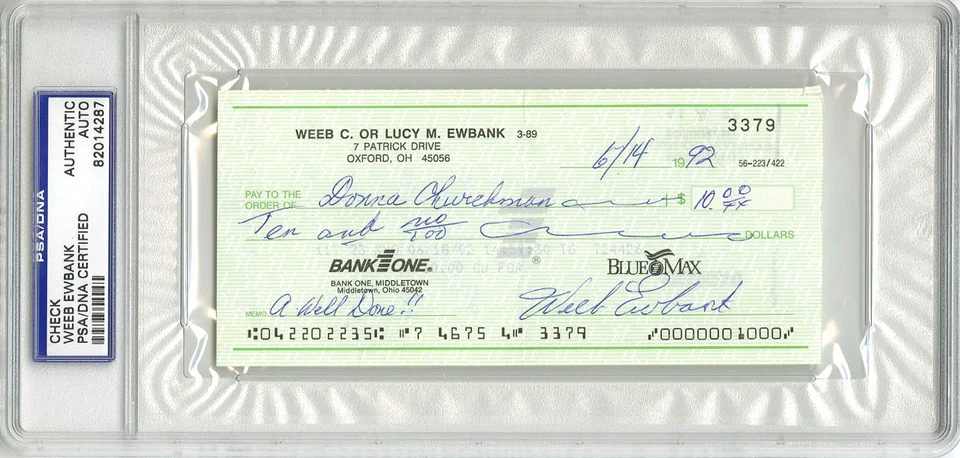 PSA/DNA
CHECK
WEEB EWBANK
PSA/DNA CERTIFIED
AUTHENTIC
AUTO
82014287
WEEB C. OR LUCY M. EWBANK 3-89
7 PATRICK DRIVE
OXFORD, OH 45056
3379
6/14 1992 56-223/422
PAY TO THE
ORDER OF Donna Churchman $ 10.00/xx
Ten and no/100 DOLLARS
BANK ONE®
BANK ONE, MIDDLETOWN
Middletown, Ohio 45042
BLUE MAX
MEMO A Well Done!! Weeb Ewbank
⑆042202235⑆ ⑈7 4675 4⑈ 3379 ⑇0000001000⑇